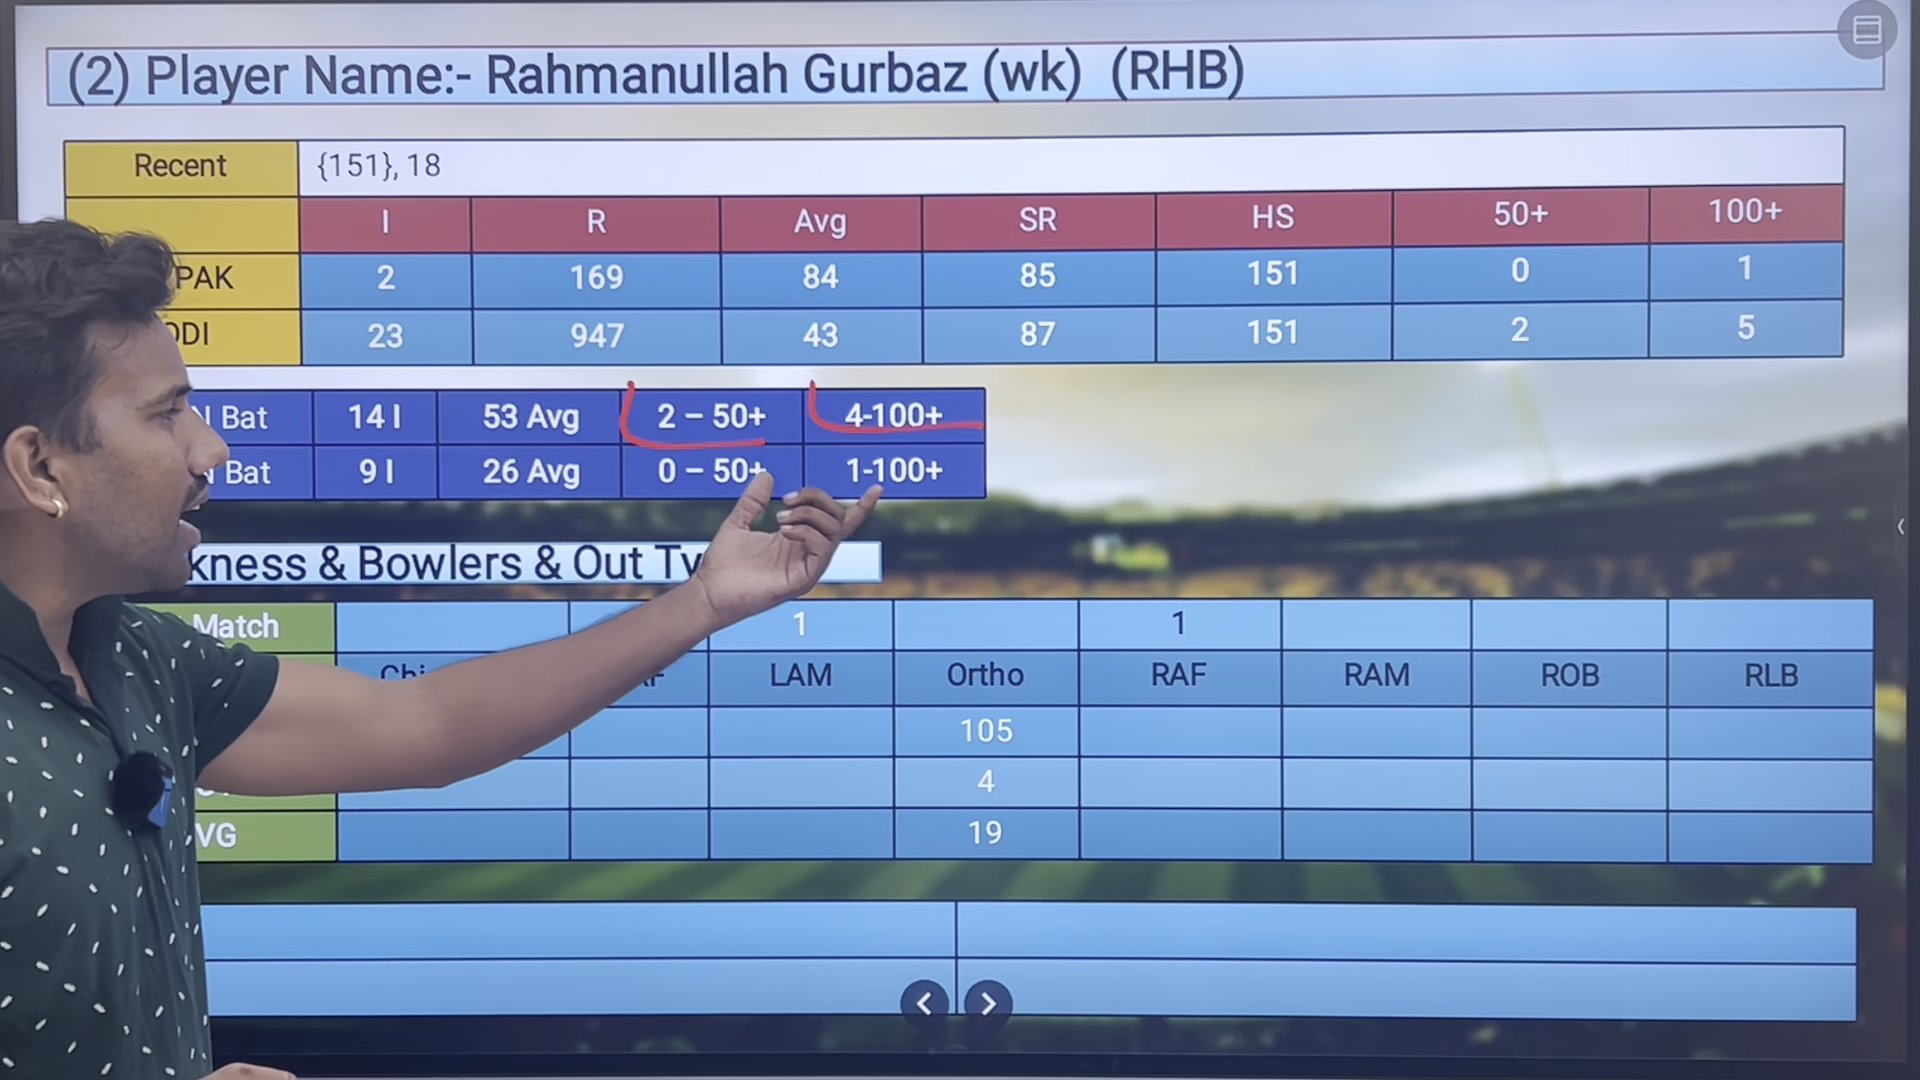 (2) Player Name:- Rahmanullah Gurbaz (wk) (RHB)
Recent {151}, 18
I R Avg SR HS 50+ 100+
PAK 2 169 84 85 151 0 1
ODI 23 947 43 87 151 2 5
N Bat 14 I 53 Avg 2 – 50+ 4-100+
N Bat 9 I 26 Avg 0 – 50+ 1-100+
kness & Bowlers & Out Ty
Match 1 1
LAM Ortho RAF RAM ROB RLB
105
4
VG 19